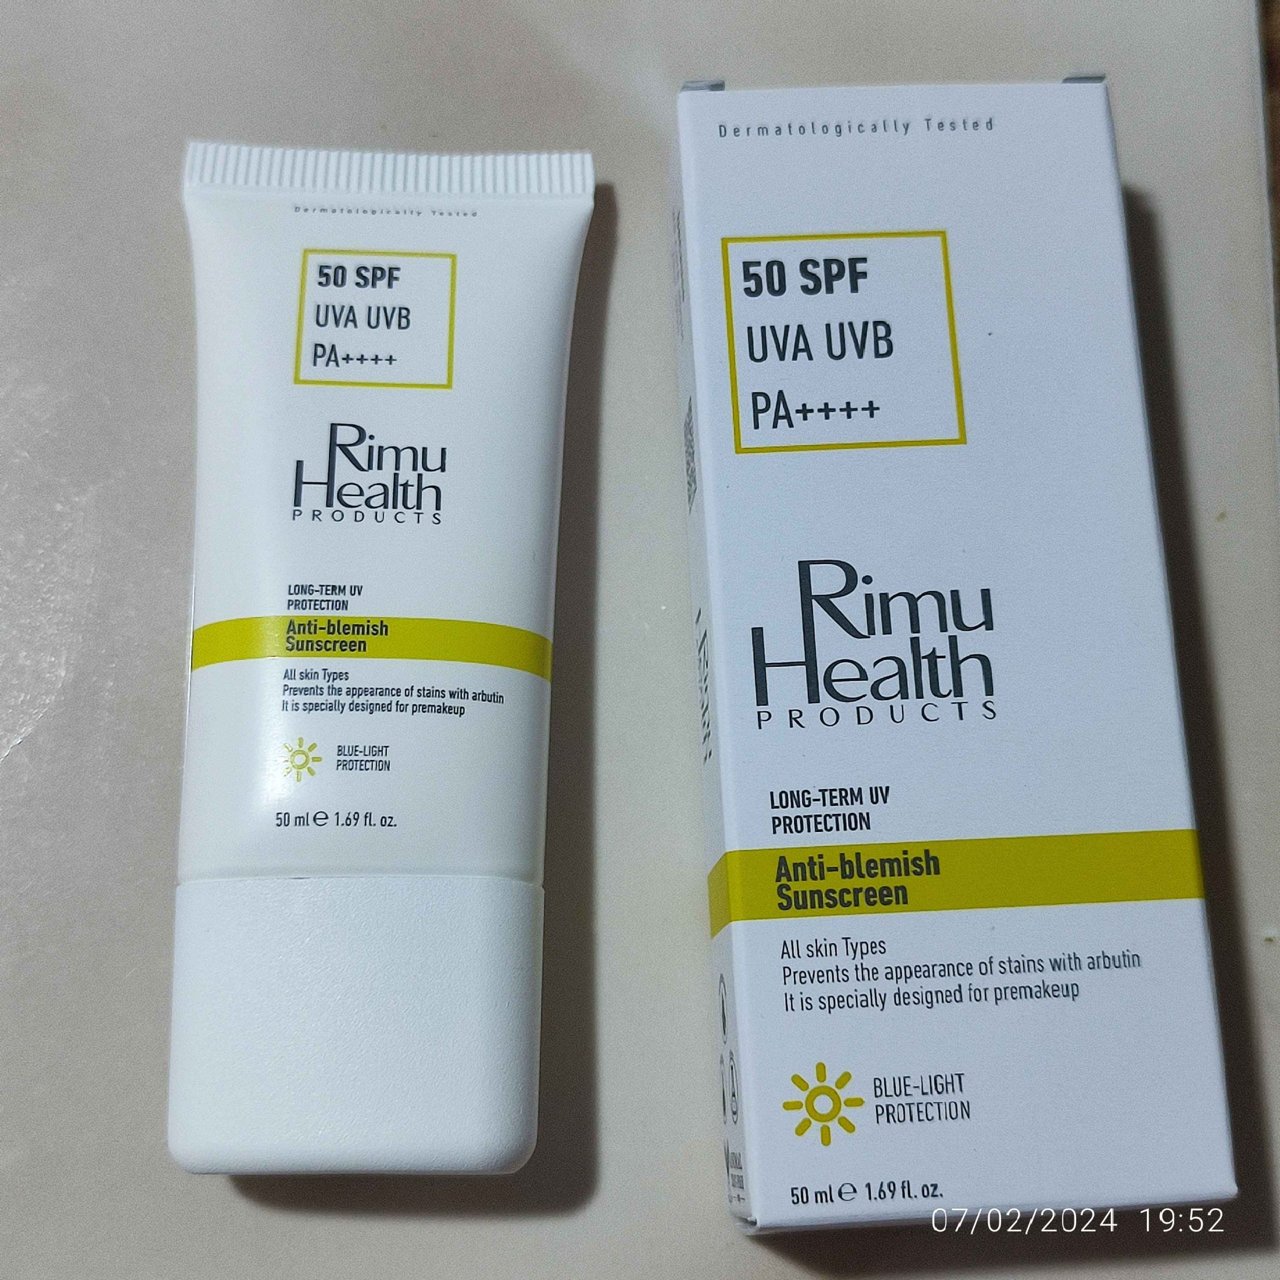 Dermatologically Tested
50 SPF
UVA UVB
PA++++
Rimu
Health
PRODUCTS
LONG-TERM UV
PROTECTION
Anti-blemish
Sunscreen
All skin Types
Prevents the appearance of stains with arbutin
It is specially designed for premakeup
BLUE-LIGHT
PROTECTION
50 ml e 1.69 fl. oz.
Dermatologically Tested
50 SPF
UVA UVB
PA++++
Rimu
Health
PRODUCTS
LONG-TERM UV
PROTECTION
Anti-blemish
Sunscreen
All skin Types
Prevents the appearance of stains with arbutin
It is specially designed for premakeup
BLUE-LIGHT
PROTECTION
50 ml e 1.69 fl. oz.
07/02/2024 19:52